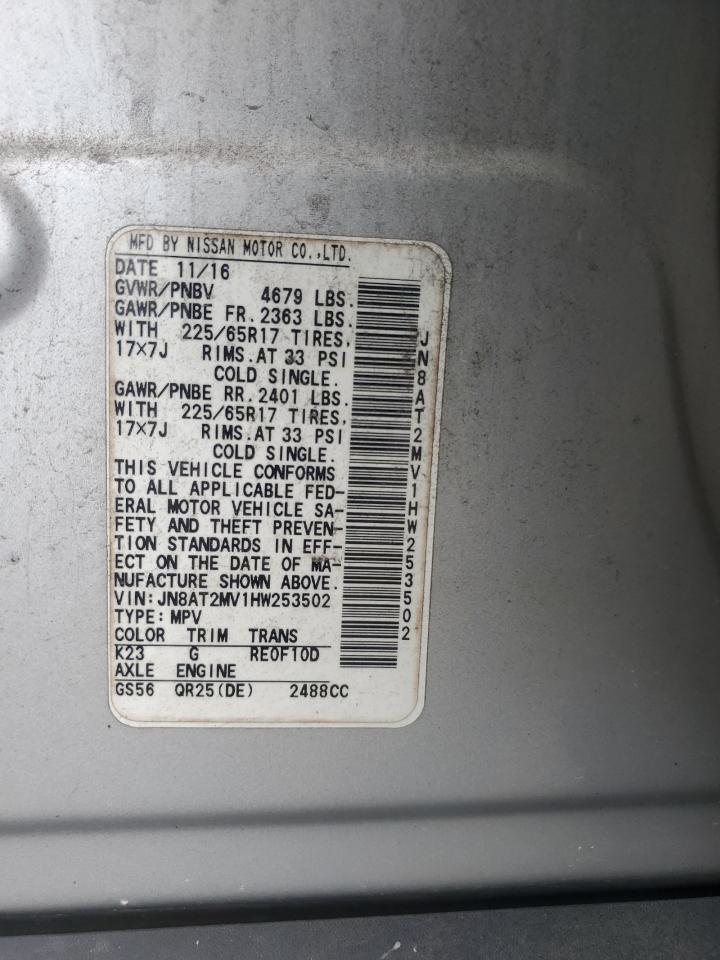 MFD BY NISSAN MOTOR CO.,LTD.
DATE 11/16
GVWR/PNBV 4679 LBS.
GAWR/PNBE FR. 2363 LBS.
WITH 225/65R17 TIRES,
17×7J RIMS.AT 33 PSI
COLD SINGLE.
GAWR/PNBE RR. 2401 LBS.
WITH 225/65R17 TIRES,
17×7J RIMS.AT 33 PSI
COLD SINGLE.
THIS VEHICLE CONFORMS
TO ALL APPLICABLE FED-
ERAL MOTOR VEHICLE SA-
FETY AND THEFT PREVEN-
TION STANDARDS IN EFF-
ECT ON THE DATE OF MA-
NUFACTURE SHOWN ABOVE.
VIN:JN8AT2MV1HW253502
TYPE:MPV
COLOR TRIM TRANS
K23 G RE0F10D
AXLE ENGINE
GS56 QR25(DE) 2488CC
JN8AT2MV1HW253502